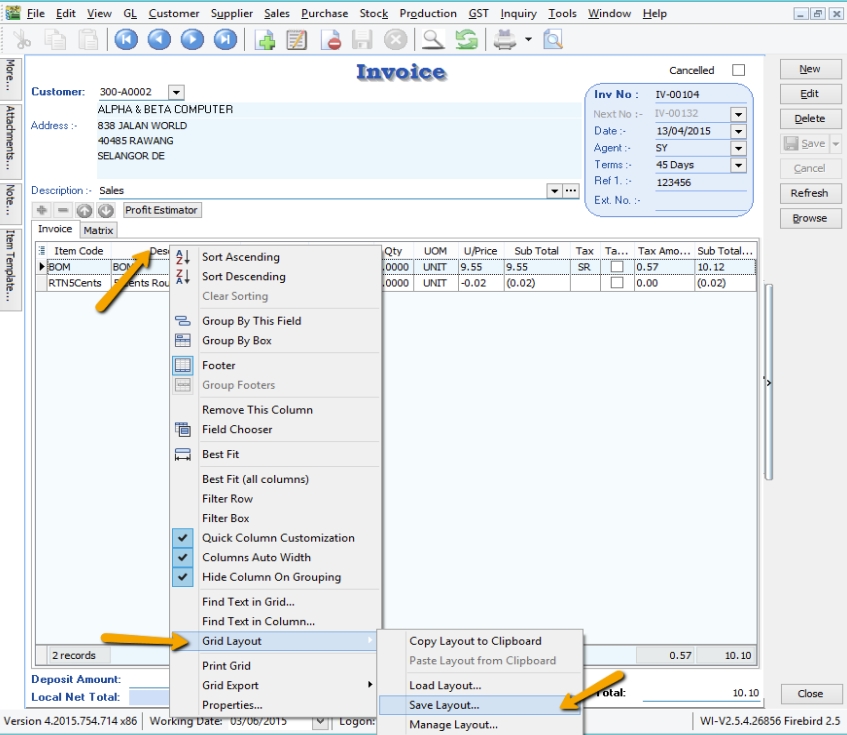 File Edit View GL Customer Supplier Sales Purchase Stock Production GST Inquiry Tools Window Help
More...
Attachments...
Note...
Item Template...
Invoice
Cancelled
Customer: 300-A0002
ALPHA & BETA COMPUTER
Address :- 838 JALAN WORLD
40485 RAWANG
SELANGOR DE
Description :- Sales
Inv No : IV-00104
Next No :- IV-00132
Date :- 13/04/2015
Agent :- SY
Terms :- 45 Days
Ref 1. :- 123456
Ext. No. :-
New
Edit
Delete
Save
Cancel
Refresh
Browse
Profit Estimator
Invoice Matrix
Item Code Des Qty UOM U/Price Sub Total Tax Ta... Tax Amo... Sub Total...
BOM BOM .0000 UNIT 9.55 9.55 SR 0.57 10.12
RTN5Cents ents Rou .0000 UNIT -0.02 (0.02) 0.00 (0.02)
Sort Ascending
Sort Descending
Clear Sorting
Group By This Field
Group By Box
Footer
Group Footers
Remove This Column
Field Chooser
Best Fit
Best Fit (all columns)
Filter Row
Filter Box
Quick Column Customization
Columns Auto Width
Hide Column On Grouping
Find Text in Grid...
Find Text in Column...
Grid Layout
Print Grid
Grid Export
Properties...
Copy Layout to Clipboard
Paste Layout from Clipboard
Load Layout...
Save Layout...
Manage Layout...
2 records 0.57 10.10
Deposit Amount:
Local Net Total: Total: 10.10
Close
Version 4.2015.754.714 x86 Working Date: 03/06/2015 Logon: WI-V2.5.4.26856 Firebird 2.5